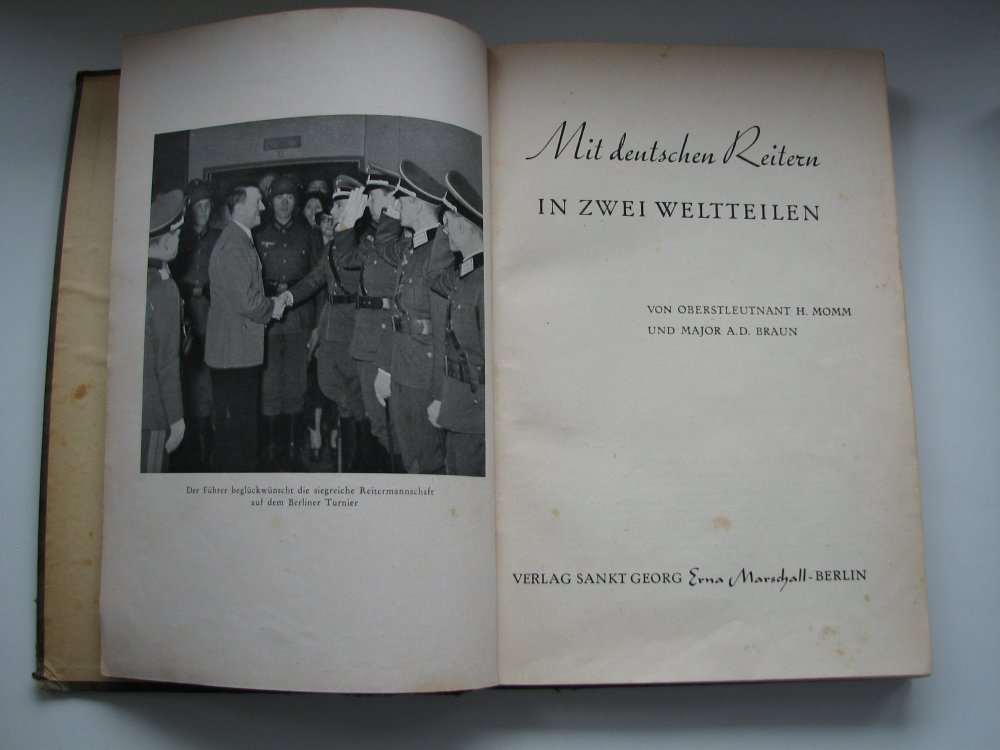 Der Führer beglückwünscht die siegreiche Reitermannschaft
auf dem Berliner Turnier
Mit deutschen Reitern
IN ZWEI WELTTEILEN
VON OBERSTLEUTNANT H. MOMM
UND MAJOR A.D. BRAUN
VERLAG SANKT GEORG Erna Marschall-BERLIN